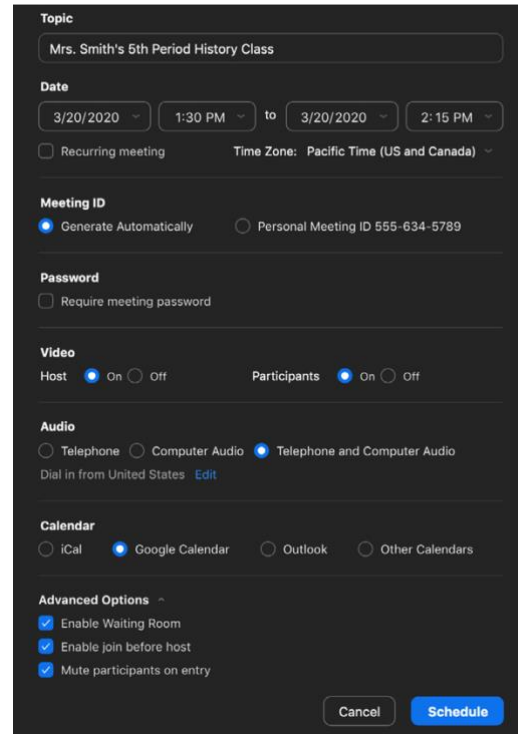 Topic
Mrs. Smith's 5th Period History Class
Date
3/20/2020 1:30 PM to 3/20/2020 2:15 PM
Recurring meeting Time Zone: Pacific Time (US and Canada)
Meeting ID
Generate Automatically Personal Meeting ID 555-634-5789
Password
Require meeting password
Video
Host On Off Participants On Off
Audio
Telephone Computer Audio Telephone and Computer Audio
Dial in from United States Edit
Calendar
iCal Google Calendar Outlook Other Calendars
Advanced Options
Enable Waiting Room
Enable join before host
Mute participants on entry
Cancel Schedule